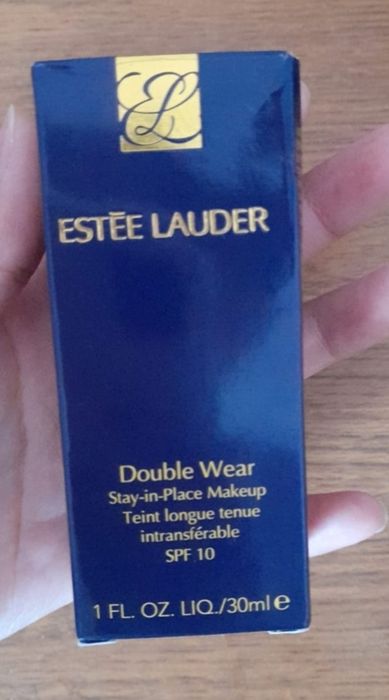 EL
ESTĒE LAUDER
Double Wear
Stay-in-Place Makeup
Teint longue tenue
intransférable
SPF 10
1 FL. OZ. LIQ./30ml ℮